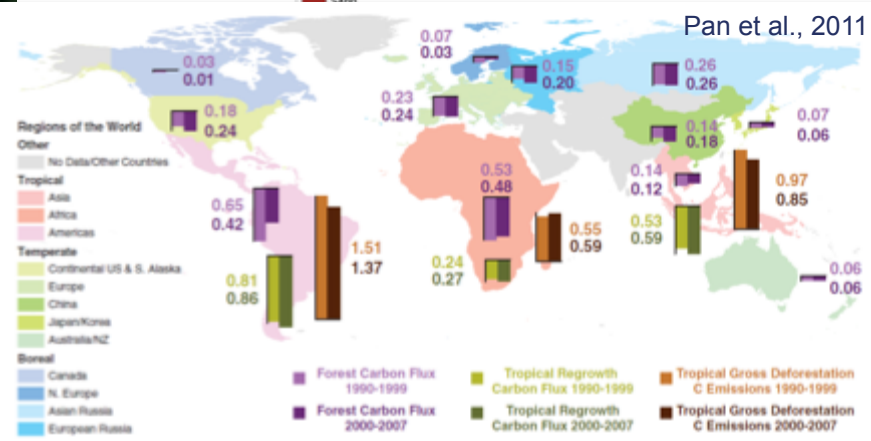 Pan et al., 2011
0.07
0.03
0.03
0.01
0.15
0.20
0.26
0.26
0.23
0.24
0.18
0.24
0.07
0.06
0.14
0.18
Regions of the World
Other
No Data/Other Countries
Tropical
Asia
Africa
Americas
Temperate
Continental US & S. Alaska
Europe
China
Japan/Korea
Australia/NZ
Boreal
Canada
N. Europe
Asian Russia
European Russia
0.65
0.42
0.81
0.86
1.51
1.37
0.53
0.48
0.24
0.27
0.55
0.59
0.14
0.12
0.53
0.59
0.97
0.85
0.06
0.06
Forest Carbon Flux
1990-1999
Forest Carbon Flux
2000-2007
Tropical Regrowth
Carbon Flux 1990-1999
Tropical Regrowth
Carbon Flux 2000-2007
Tropical Gross Deforestation
C Emissions 1990-1999
Tropical Gross Deforestation
C Emissions 2000-2007